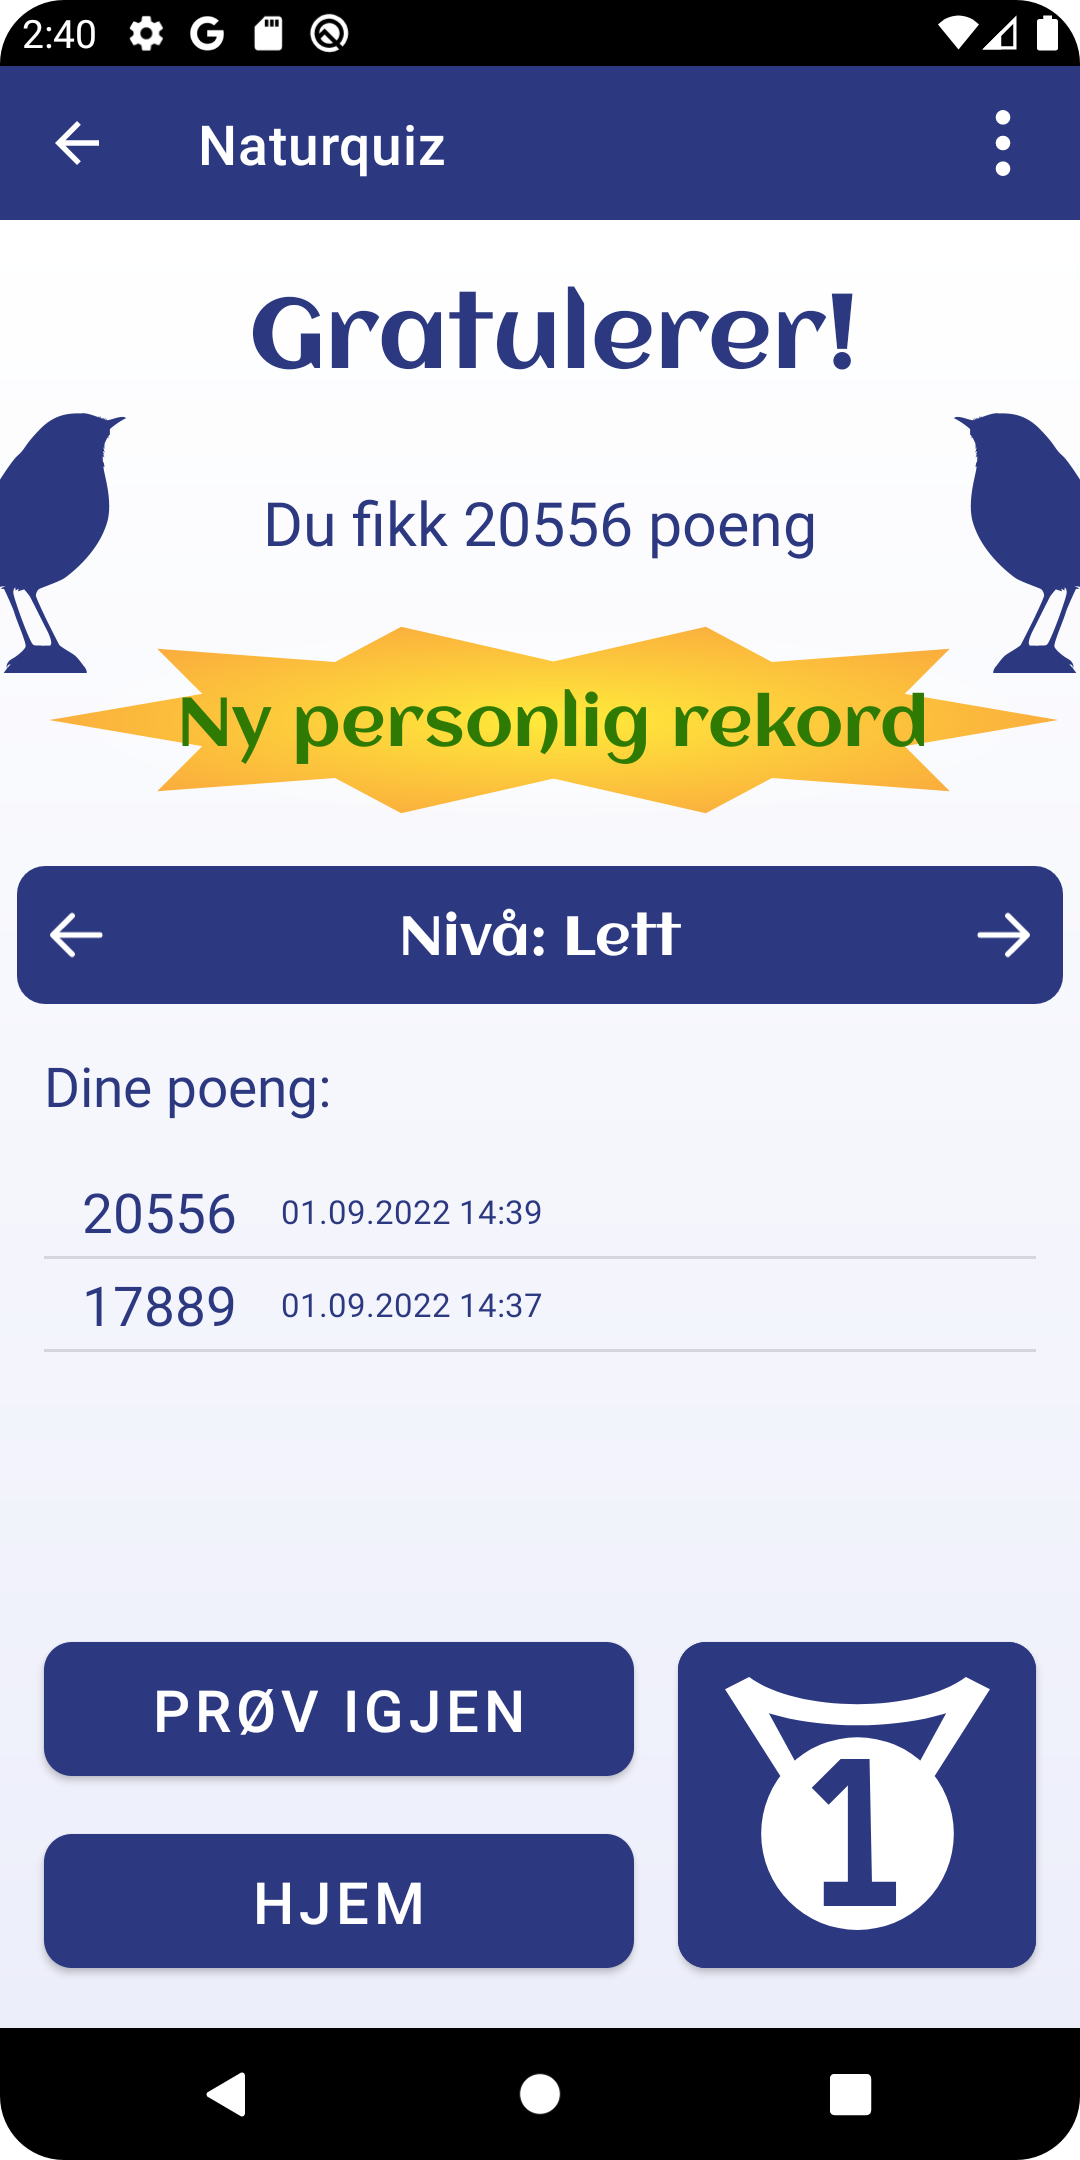 2:40
Naturquiz
Gratulerer!
Du fikk 20556 poeng
Ny personlig rekord
Nivå: Lett
Dine poeng:
20556 01.09.2022 14:39
17889 01.09.2022 14:37
PRØV IGJEN
1
HJEM